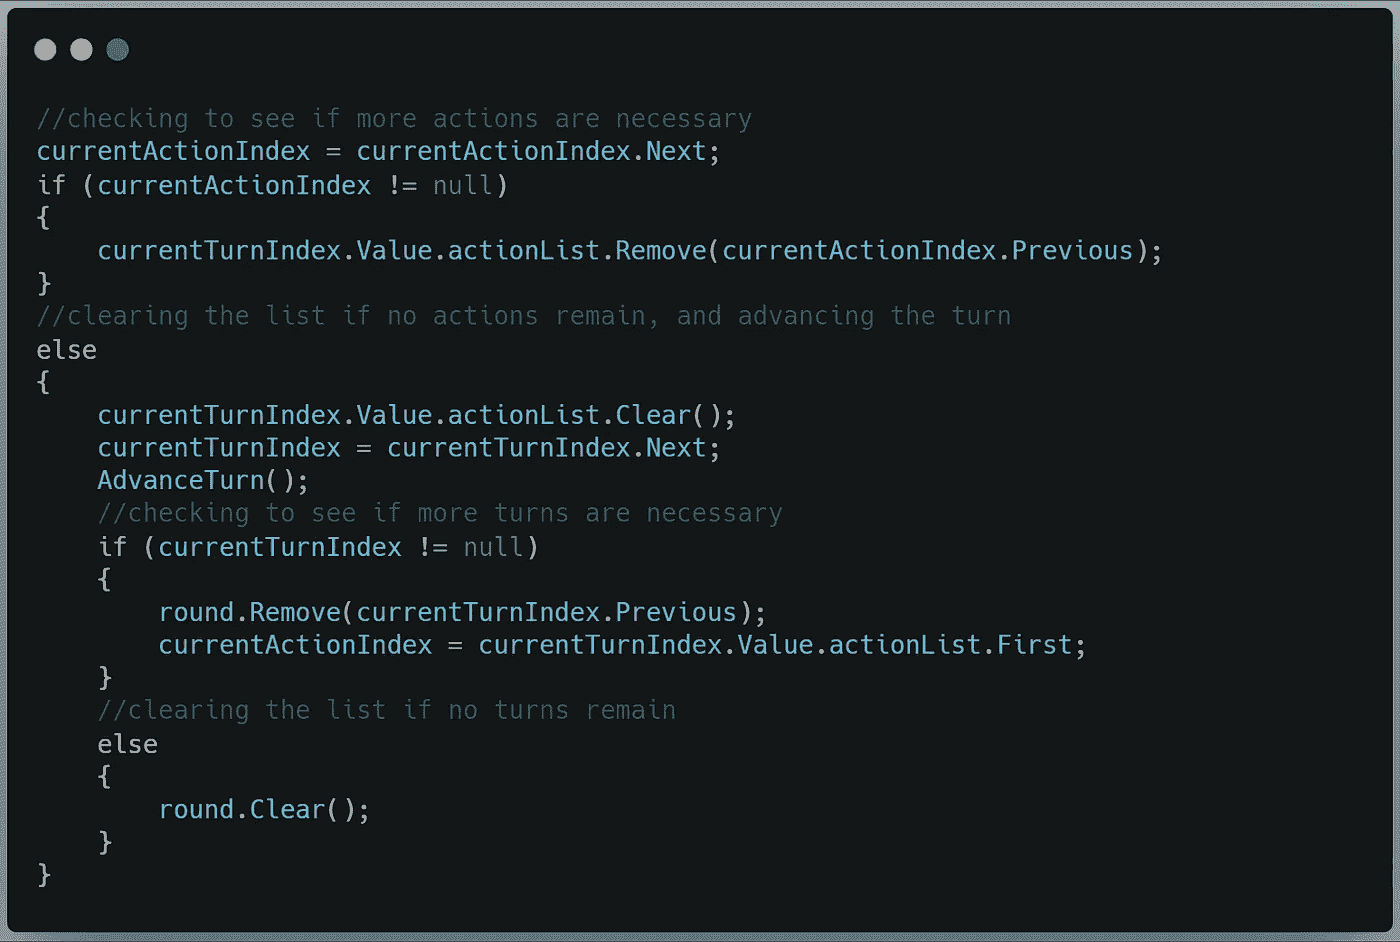 //checking to see if more actions are necessary
currentActionIndex = currentActionIndex.Next;
if (currentActionIndex != null)
{
    currentTurnIndex.Value.actionList.Remove(currentActionIndex.Previous);
}
//clearing the list if no actions remain, and advancing the turn
else
{
    currentTurnIndex.Value.actionList.Clear();
    currentTurnIndex = currentTurnIndex.Next;
    AdvanceTurn();
    //checking to see if more turns are necessary
    if (currentTurnIndex != null)
    {
        round.Remove(currentTurnIndex.Previous);
        currentActionIndex = currentTurnIndex.Value.actionList.First;
    }
    //clearing the list if no turns remain
    else
    {
        round.Clear();
    }
}